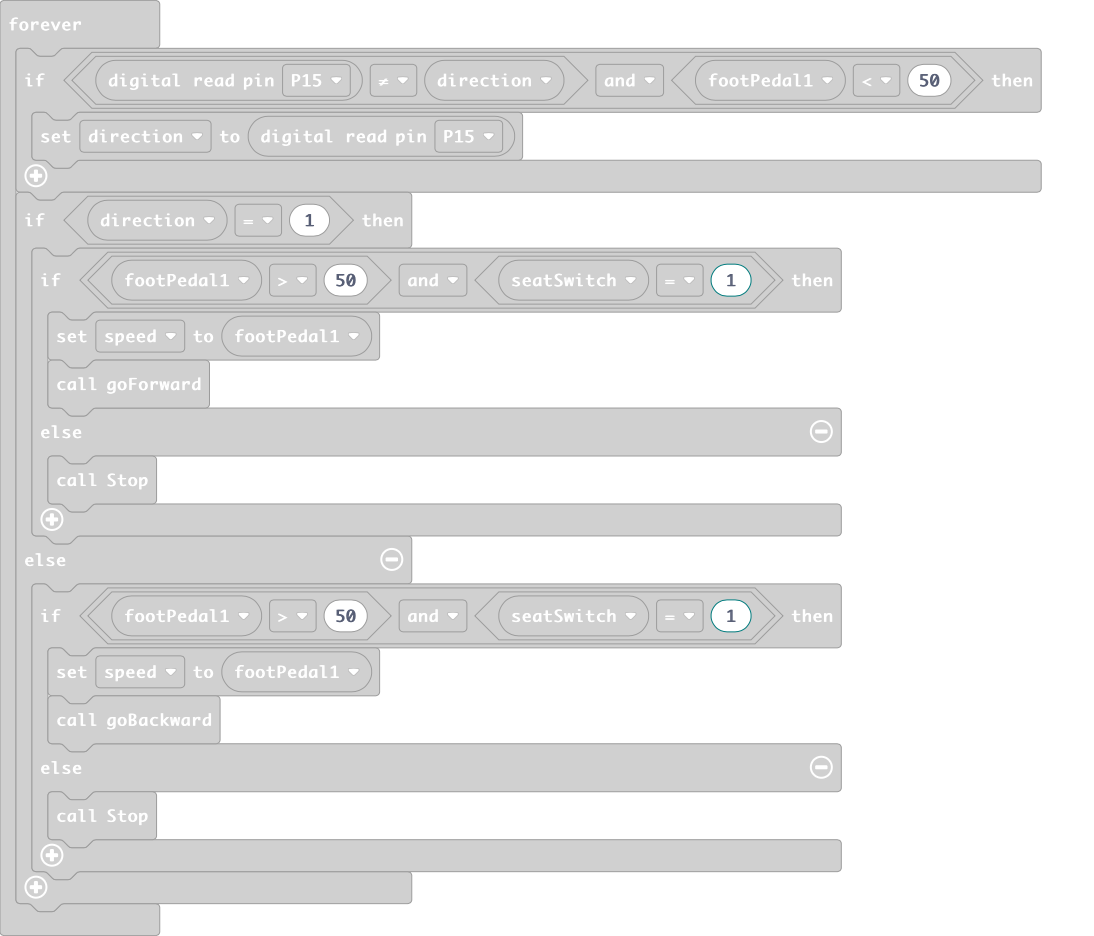 forever
if digital read pin P15 ≠ direction and footPedal1 < 50 then
set direction to digital read pin P15
if direction = 1 then
if footPedal1 > 50 and seatSwitch = 1 then
set speed to footPedal1
call goForward
else
call Stop
else
if footPedal1 > 50 and seatSwitch = 1 then
set speed to footPedal1
call goBackward
else
call Stop